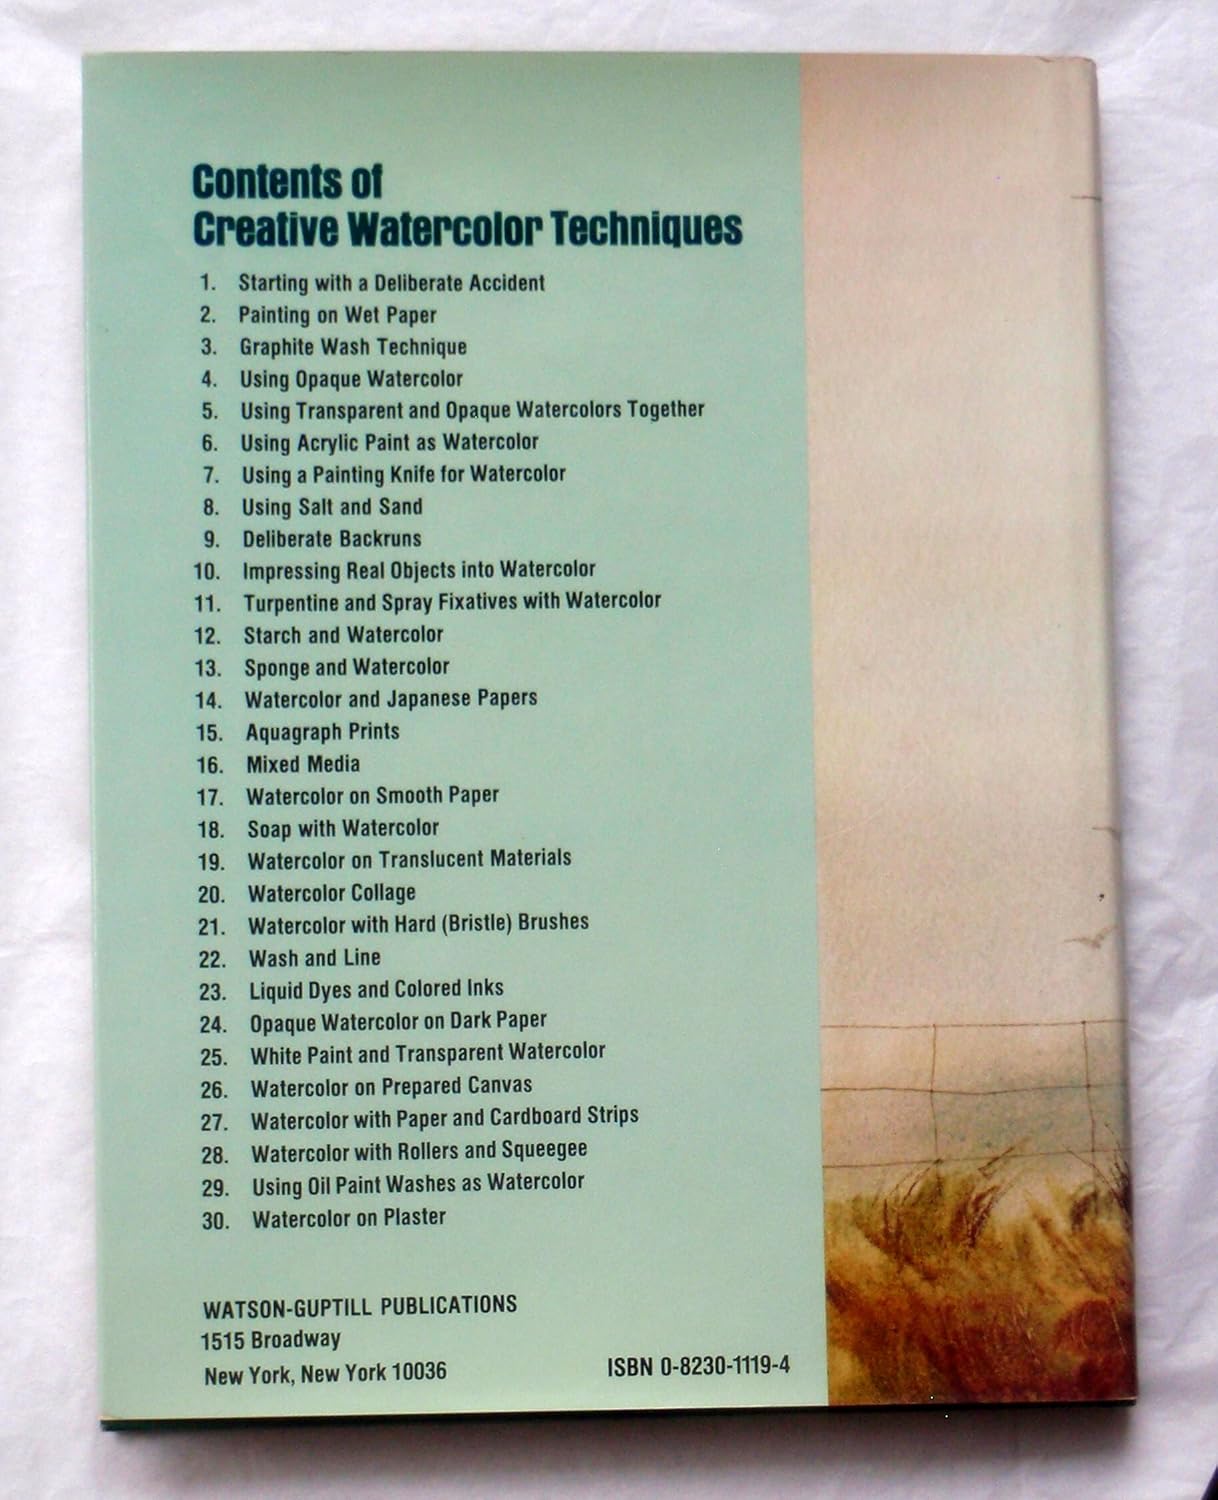 Contents of
Creative Watercolor Techniques
1. Starting with a Deliberate Accident
2. Painting on Wet Paper
3. Graphite Wash Technique
4. Using Opaque Watercolor
5. Using Transparent and Opaque Watercolors Together
6. Using Acrylic Paint as Watercolor
7. Using a Painting Knife for Watercolor
8. Using Salt and Sand
9. Deliberate Backruns
10. Impressing Real Objects into Watercolor
11. Turpentine and Spray Fixatives with Watercolor
12. Starch and Watercolor
13. Sponge and Watercolor
14. Watercolor and Japanese Papers
15. Aquagraph Prints
16. Mixed Media
17. Watercolor on Smooth Paper
18. Soap with Watercolor
19. Watercolor on Translucent Materials
20. Watercolor Collage
21. Watercolor with Hard (Bristle) Brushes
22. Wash and Line
23. Liquid Dyes and Colored Inks
24. Opaque Watercolor on Dark Paper
25. White Paint and Transparent Watercolor
26. Watercolor on Prepared Canvas
27. Watercolor with Paper and Cardboard Strips
28. Watercolor with Rollers and Squeegee
29. Using Oil Paint Washes as Watercolor
30. Watercolor on Plaster
WATSON-GUPTILL PUBLICATIONS
1515 Broadway
New York, New York 10036
ISBN 0-8230-1119-4